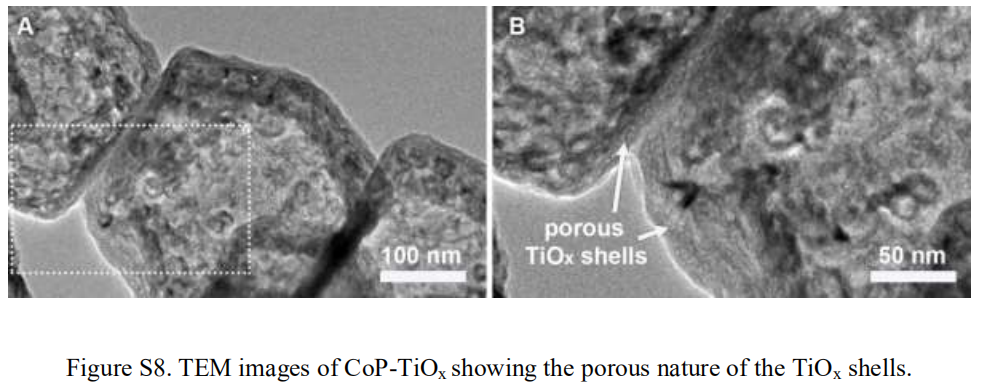 A
B
porous
TiOₓ shells
100 nm
50 nm
Figure S8. TEM images of CoP-TiOₓ showing the porous nature of the TiOₓ shells.